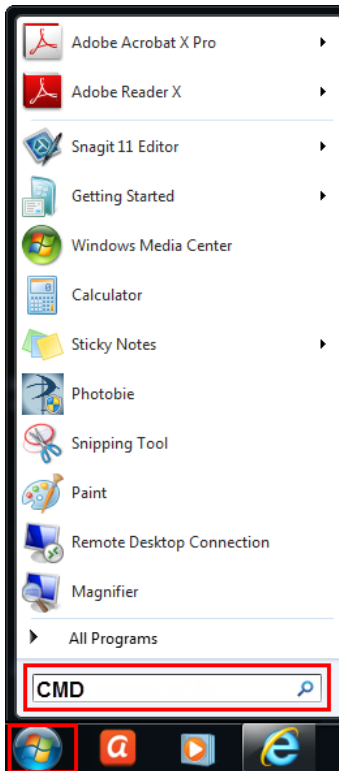 Adobe Acrobat X Pro
Adobe Reader X
Snagit 11 Editor
Getting Started
Windows Media Center
Calculator
Sticky Notes
Photobie
Snipping Tool
Paint
Remote Desktop Connection
Magnifier
All Programs
CMD